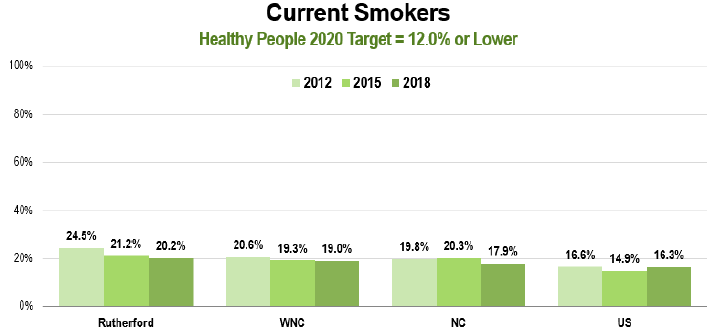 Current Smokers
Healthy People 2020 Target = 12.0% or Lower
100%
2012 2015 2018
80%
60%
40%
24.5% 21.2% 20.2% 20.6% 19.3% 19.0% 19.8% 20.3% 17.9% 16.6% 14.9% 16.3%
20%
0%
Rutherford WNC NC US